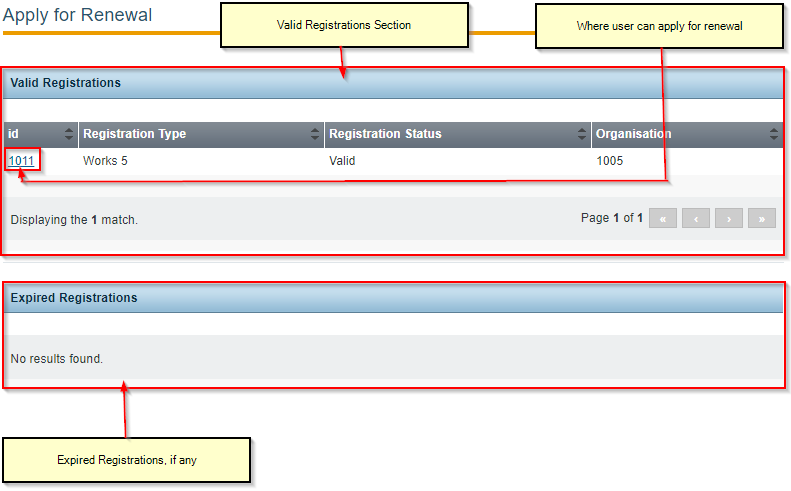 Apply for Renewal
Valid Registrations Section
Where user can apply for renewal
Valid Registrations
id Registration Type Registration Status Organisation
1011 Works 5 Valid 1005
Displaying the 1 match. Page 1 of 1 « ‹ › »
Expired Registrations
No results found.
Expired Registrations, if any